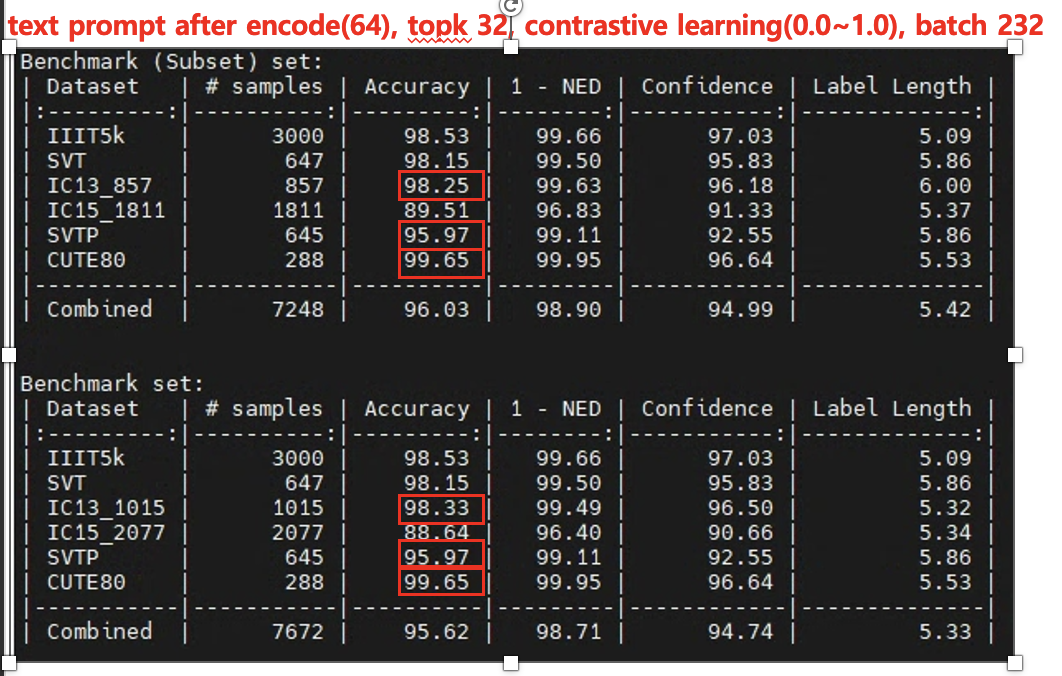 text prompt after encode(64), topk 32, contrastive learning(0.0~1.0), batch 232
Benchmark (Subset) set:
| Dataset | # samples | Accuracy | 1 - NED | Confidence | Label Length |
|:---------:|----------:|---------:|--------:|-----------:|-------------:|
| IIIT5k | 3000 | 98.53 | 99.66 | 97.03 | 5.09 |
| SVT | 647 | 98.15 | 99.50 | 95.83 | 5.86 |
| IC13_857 | 857 | 98.25 | 99.63 | 96.18 | 6.00 |
| IC15_1811 | 1811 | 89.51 | 96.83 | 91.33 | 5.37 |
| SVTP | 645 | 95.97 | 99.11 | 92.55 | 5.86 |
| CUTE80 | 288 | 99.65 | 99.95 | 96.64 | 5.53 |
|-----------|-----------|----------|---------|------------|--------------|
| Combined | 7248 | 96.03 | 98.90 | 94.99 | 5.42 |
Benchmark set:
| Dataset | # samples | Accuracy | 1 - NED | Confidence | Label Length |
|:---------:|----------:|---------:|--------:|-----------:|-------------:|
| IIIT5k | 3000 | 98.53 | 99.66 | 97.03 | 5.09 |
| SVT | 647 | 98.15 | 99.50 | 95.83 | 5.86 |
| IC13_1015 | 1015 | 98.33 | 99.49 | 96.50 | 5.32 |
| IC15_2077 | 2077 | 88.64 | 96.40 | 90.66 | 5.34 |
| SVTP | 645 | 95.97 | 99.11 | 92.55 | 5.86 |
| CUTE80 | 288 | 99.65 | 99.95 | 96.64 | 5.53 |
|-----------|-----------|----------|---------|------------|--------------|
| Combined | 7672 | 95.62 | 98.71 | 94.74 | 5.33 |